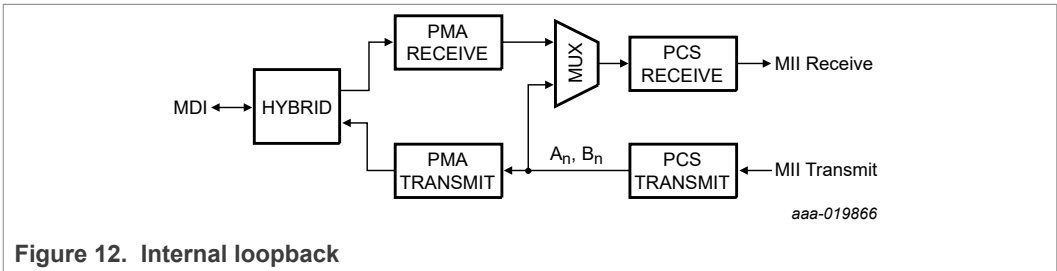 PMA
RECEIVE
MUX
PCS
RECEIVE
MII Receive
MDI
HYBRID
PMA
TRANSMIT
An, Bn
PCS
TRANSMIT
MII Transmit
aaa-019866
Figure 12. Internal loopback